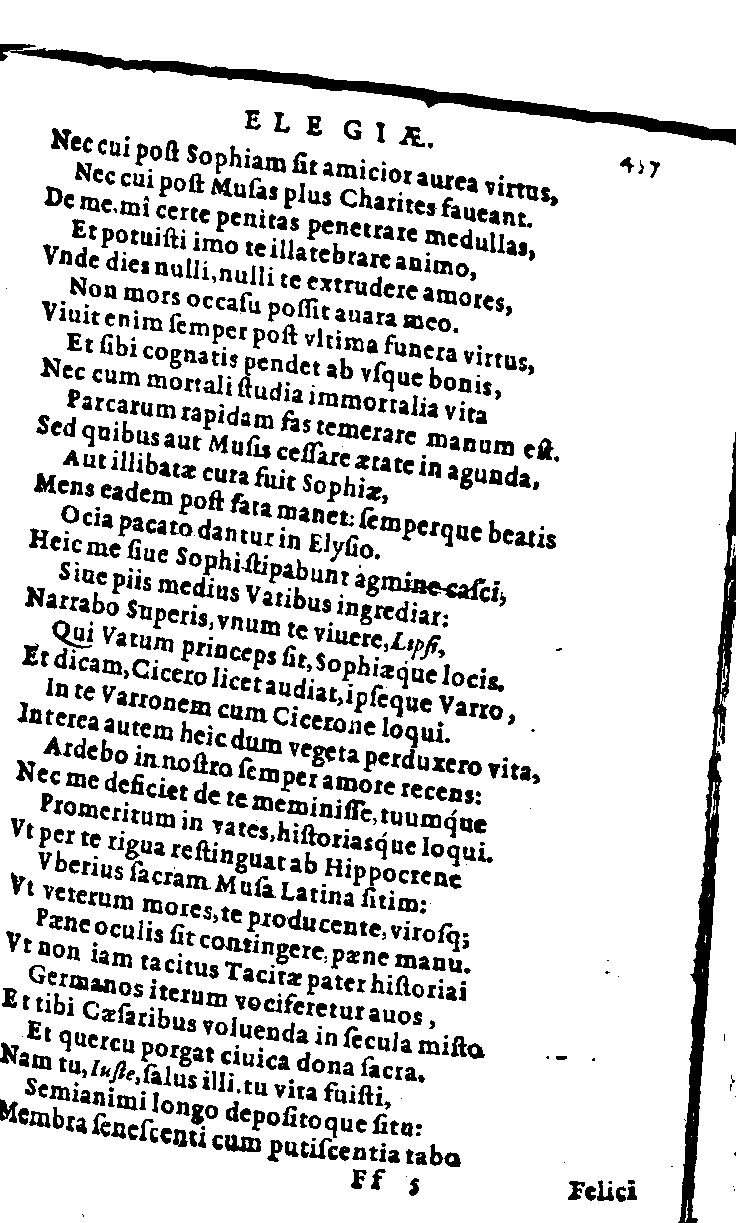 ELEGIÆ.
457
Nec cui poſt Sophiam ſit amicior aurea virtus,
Nec cui poſt Muſas plus Charites faueant.
De me.mî certe penitas penetrare medullas,
Et potuiſti imo te illatebrare animo,
Vnde dies nulli, nulli te extrudere amores,
Non mors occaſu poſſit auara meo.
Viuit enim ſemper poſt vltima funera virtus,
Et ſibi cognatis pendet ab vſque bonis,
Nec cum mortali ſtudia immortalia vita
Parcarum rapidam fas temerare manum eſt.
Sed quibus aut Muſis ceſſare ætate in agunda,
Aut illibatæ cura fuit Sophiæ,
Mens eadem poſt fata manet: ſemperque beatis
Ocia pacato dantur in Elyſio.
Heic me ſiue Sophi ſtipabunt agmine caſci,
Siue piis medius Vatibus ingrediar:
Narrabo Superis, vnum te viuere, Lipſi,
Qui Vatum princeps ſit, Sophiæque locis.
Et dicam, Cicero licet audiat, ipſeque Varro,
In te Varronem cum Cicerone loqui.
Interea autem heic dum vegeta perduxero vita,
Ardebo in noſtro ſemper amore recens:
Nec me deficiet de te meminiſſe, tuumq́ue
Promeritum in vates, hiſtoriasq́ue loqui.
Vt per te rigua reſtinguat ab Hippocrene
Vberius ſacram Muſa Latina ſitim:
Vt veterum mores, te producente, viroſq;
Pæne oculis ſit contingere, pæne manu.
Vt non iam tacitus Tacitæ pater hiſtoriai
Germanos iterum vociferetur auos,
Et tibi Cæſaribus voluenda in ſecula miſto
Et quercu porgat ciuica dona ſacra.
Nam tu, Iuſte, ſalus illi. tu vita fuiſti,
Semianimi longo depoſitoque ſitu:
Membra ſeneſcenti cum putiſcentia tabo
Ff 5
Felici